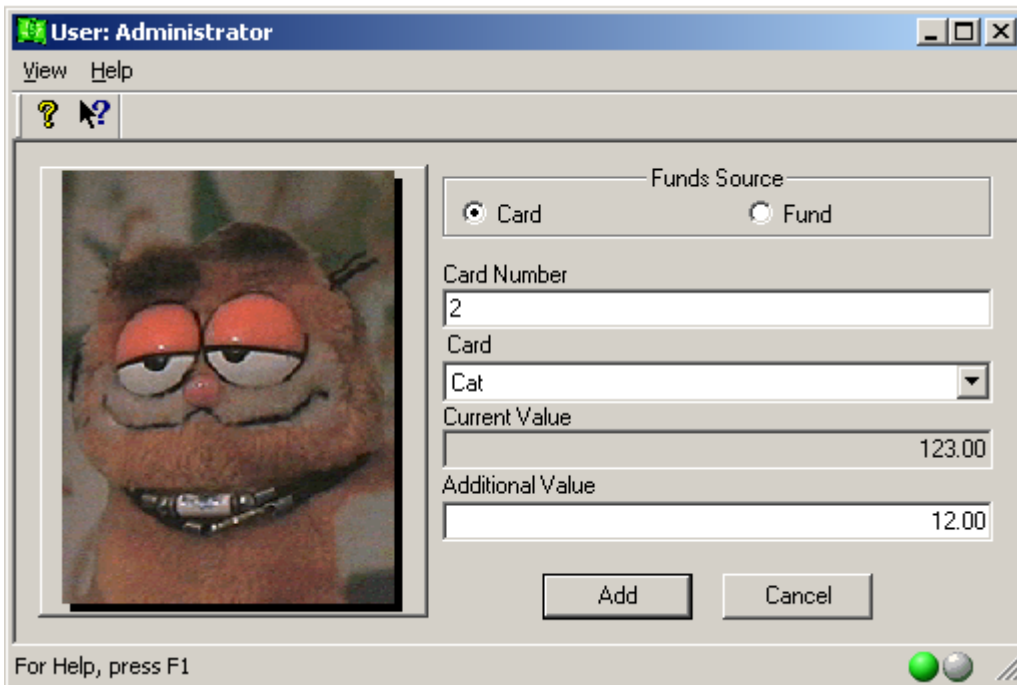 User: Administrator
View Help
Funds Source
Card Fund
Card Number
2
Card
Cat
Current Value
123.00
Additional Value
12.00
Add Cancel
For Help, press F1